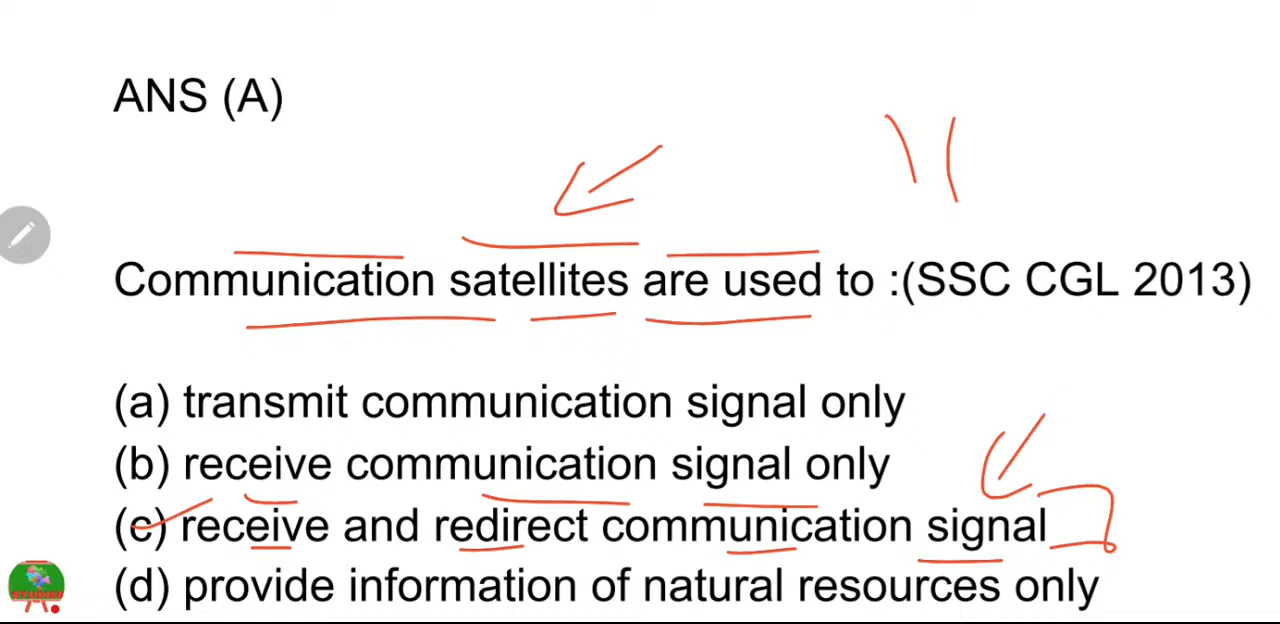 ANS (A)
Communication satellites are used to :(SSC CGL 2013)
(a) transmit communication signal only
(b) receive communication signal only
(c) receive and redirect communication signal
(d) provide information of natural resources only